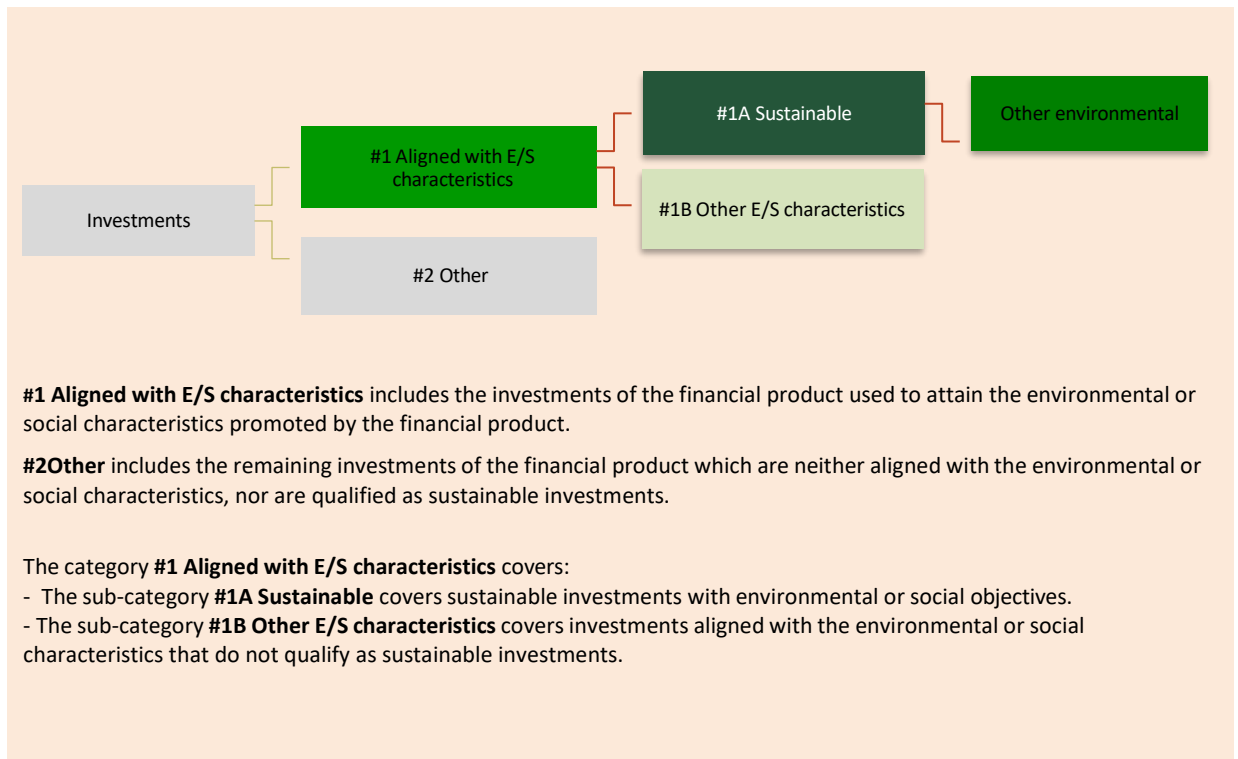 #1A Sustainable
Other environmental
#1 Aligned with E/S
characteristics
Investments
#1B Other E/S characteristics
#2 Other
#1 Aligned with E/S characteristics includes the investments of the financial product used to attain the environmental or
social characteristics promoted by the financial product.
#2Other includes the remaining investments of the financial product which are neither aligned with the environmental or
social characteristics, nor are qualified as sustainable investments.
The category #1 Aligned with E/S characteristics covers:
- The sub-category #1A Sustainable covers sustainable investments with environmental or social objectives.
- The sub-category #1B Other E/S characteristics covers investments aligned with the environmental or social
characteristics that do not qualify as sustainable investments.